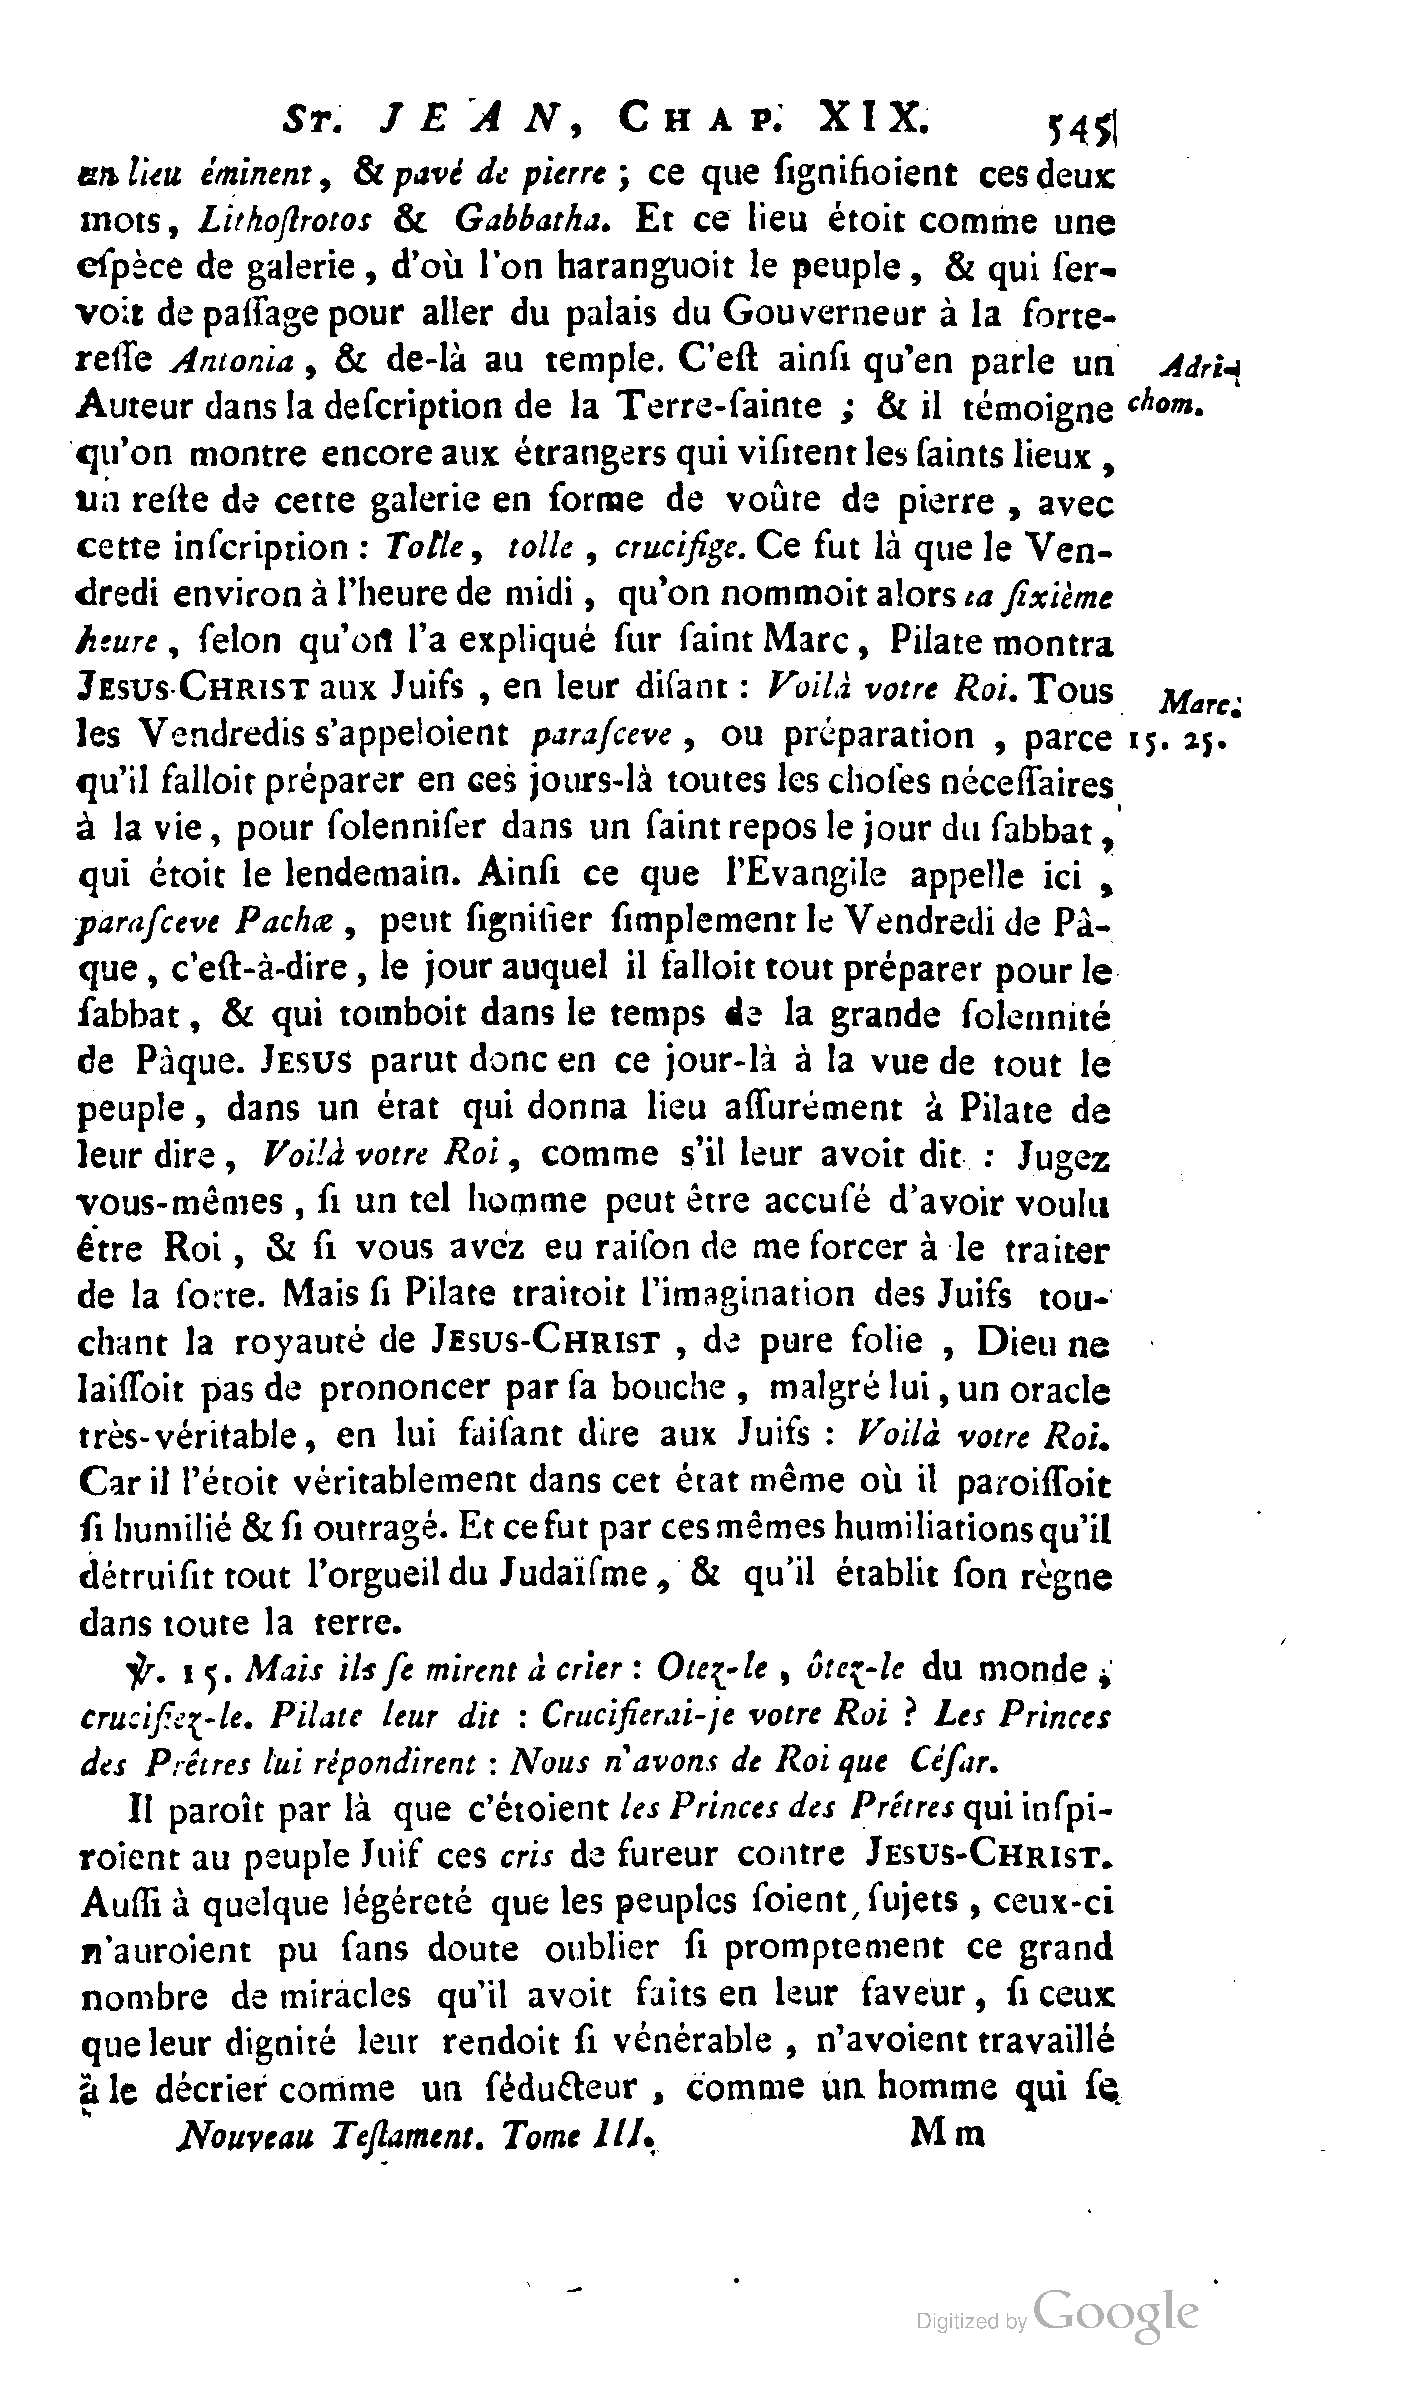 ST. JEAN, CHAP. XIX. 545
un lieu éminent, & pavé de pierre ; ce que ſignifioient ces deux
mots, Lithoſtrotos & Gabbatha. Et ce lieu étoit comme une
eſpèce de galerie, d'où l'on haranguoit le peuple, & qui ſer-
voit de paſſage pour aller du palais du Gouverneur à la forte-
reſſe Antonia, & de-là au temple. C'eſt ainſi qu'en parle un
Adri-
Auteur dans la deſcription de la Terre-ſainte ; & il témoigne
chom.
qu'on montre encore aux étrangers qui viſitent les ſaints lieux,
un reſte de cette galerie en forme de voûte de pierre, avec
cette inſcription : Tolle, tolle, crucifige. Ce fut là que le Ven-
dredi environ à l'heure de midi, qu'on nommoit alors la ſixième
heure, ſelon qu'on l'a expliqué ſur ſaint Marc, Pilate montra
JESUS-CHRIST aux Juifs, en leur diſant : Voilà votre Roi. Tous
Marc.
les Vendredis s'appeloient paraſceve, ou préparation, parce
15. 25.
qu'il falloit préparer en ces jours-là toutes les choſes néceſſaires
à la vie, pour ſolenniſer dans un ſaint repos le jour du ſabbat,
qui étoit le lendemain. Ainſi ce que l'Evangile appelle ici,
paraſceve Pachæ, peut ſignifier ſimplement le Vendredi de Pâ-
que, c'eſt-à-dire, le jour auquel il falloit tout préparer pour le
ſabbat, & qui tomboit dans le temps de la grande ſolennité
de Pàque. JESUS parut donc en ce jour-là à la vue de tout le
peuple, dans un état qui donna lieu aſſurément à Pilate de
leur dire, Voilà votre Roi, comme s'il leur avoit dit : Jugez
vous-mêmes, ſi un tel homme peut être accuſé d'avoir voulu
être Roi, & ſi vous avez eu raiſon de me forcer à le traiter
de la ſorte. Mais ſi Pilate traitoit l'imagination des Juifs tou-
chant la royauté de JESUS-CHRIST, de pure folie, Dieu ne
laiſſoit pas de prononcer par ſa bouche, malgré lui, un oracle
très-véritable, en lui faiſant dire aux Juifs : Voilà votre Roi.
Car il l'étoit véritablement dans cet état même où il paroiſſoit
ſi humilié & ſi outragé. Et ce fut par ces mêmes humiliations qu'il
détruiſit tout l'orgueil du Judaïſme, & qu'il établit ſon règne
dans toute la terre.
℣. 15. Mais ils ſe mirent à crier : Otez-le, ôtez-le du monde ;
crucifiez-le. Pilate leur dit : Crucifierai-je votre Roi ? Les Princes
des Prêtres lui répondirent : Nous n'avons de Roi que Céſar.
Il paroît par là que c'étoient les Princes des Prêtres qui inſpi-
roient au peuple Juif ces cris de fureur contre JESUS-CHRIST.
Auſſi à quelque légéreté que les peuples ſoient ſujets, ceux-ci
n'auroient pu ſans doute oublier ſi promptement ce grand
nombre de miracles qu'il avoit faits en leur faveur, ſi ceux
que leur dignité leur rendoit ſi vénérable, n'avoient travaillé
à le décrier comme un ſéducteur, comme un homme qui ſe
Nouveau Teſtament. Tome III. M m
Digitized by Google